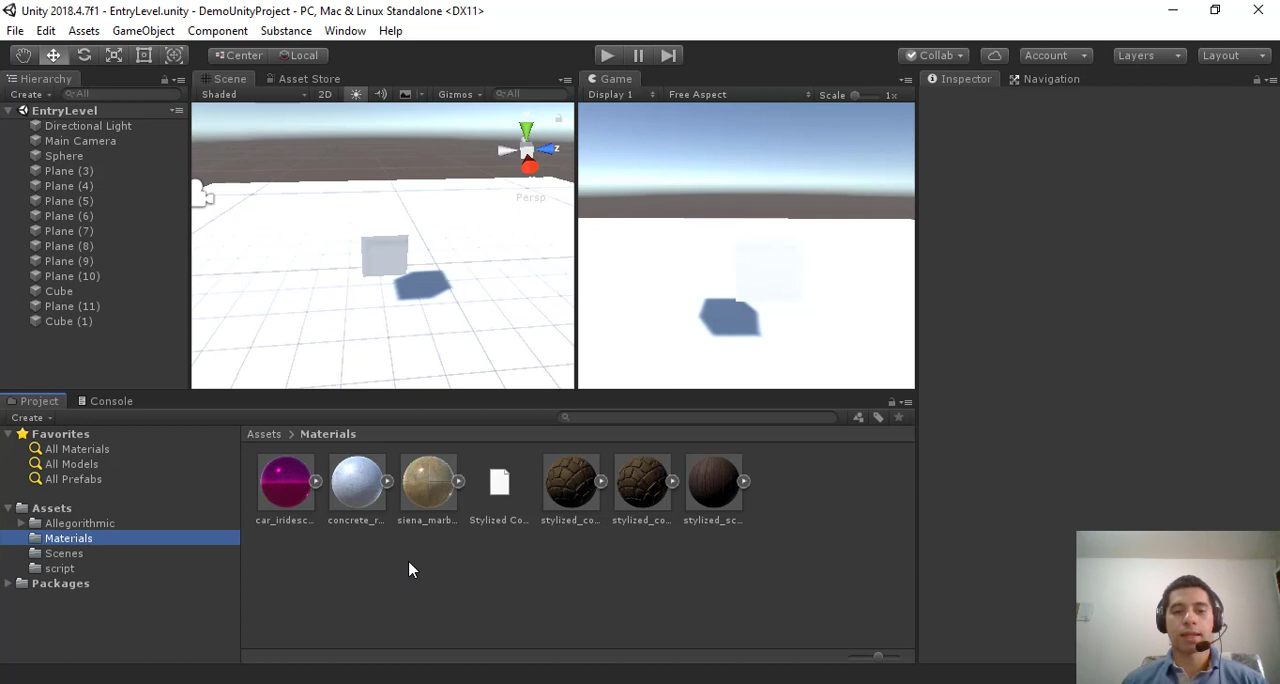 Unity 2018.4.7f1 - EntryLevel.unity - DemoUnityProject - PC, Mac & Linux Standalone <DX11>
File Edit Assets GameObject Component Substance Window Help
Center Local Collab Account Layers Layout
Hierarchy Scene Asset Store Game Inspector Navigation
Create All Shaded 2D Gizmos All Display 1 Free Aspect Scale 1x
EntryLevel
Directional Light
Main Camera
Sphere
Plane (3)
Plane (4)
Plane (5)
Plane (6)
Plane (7)
Plane (8)
Plane (9)
Plane (10)
Cube
Plane (11)
Cube (1)
z
Persp
Project Console
Create
Favorites
All Materials
All Models
All Prefabs
Assets
Allegorithmic
Materials
Scenes
script
Packages
Assets > Materials
car_iridesc... concrete_r... siena_marb... Stylized Co... stylized_co... stylized_co... stylized_sc...